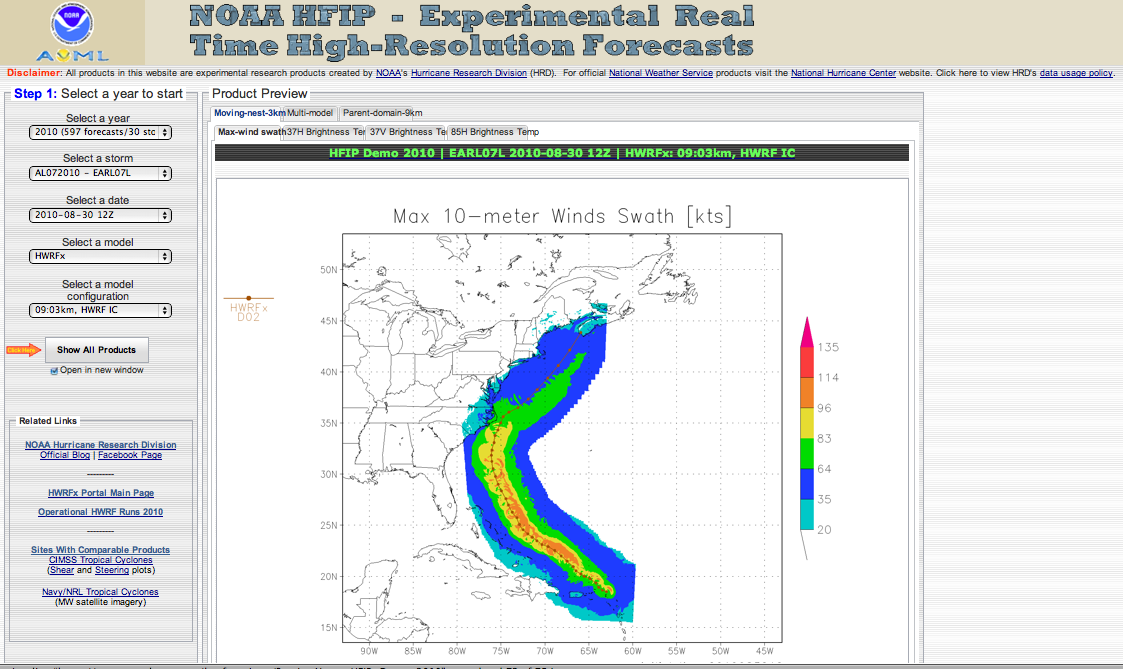 NOAA
AOML
NOAA HFIP - Experimental Real
Time High-Resolution Forecasts
Disclaimer: All products in this website are experimental research products created by NOAA's Hurricane Research Division (HRD). For official National Weather Service products visit the National Hurricane Center website. Click here to view HRD's data usage policy.
Step 1: Select a year to start
Select a year
2010 (597 forecasts/30 sto
Select a storm
AL072010 - EARL07L
Select a date
2010-08-30 12Z
Select a model
HWRFx
Select a model
configuration
09:03km, HWRF IC
Click Here
Show All Products
Open in new window
Related Links
NOAA Hurricane Research Division
Official Blog | Facebook Page
----------
HWRFx Portal Main Page
Operational HWRF Runs 2010
----------
Sites With Comparable Products
CIMSS Tropical Cyclones
(Shear and Steering plots)
Navy/NRL Tropical Cyclones
(MW satellite imagery)
Product Preview
Moving-nest-3km Multi-model Parent-domain-9km
Max-wind swath 37H Brightness Ter 37V Brightness Te 85H Brightness Temp
HFIP Demo 2010 | EARL07L 2010-08-30 12Z | HWRFx: 09:03km, HWRF IC
Max 10-meter Winds Swath [kts]
HWRFx
D02
50N
45N
40N
35N
30N
25N
20N
15N
90W 85W 80W 75W 70W 65W 60W 55W 50W 45W
135
114
96
83
64
35
20